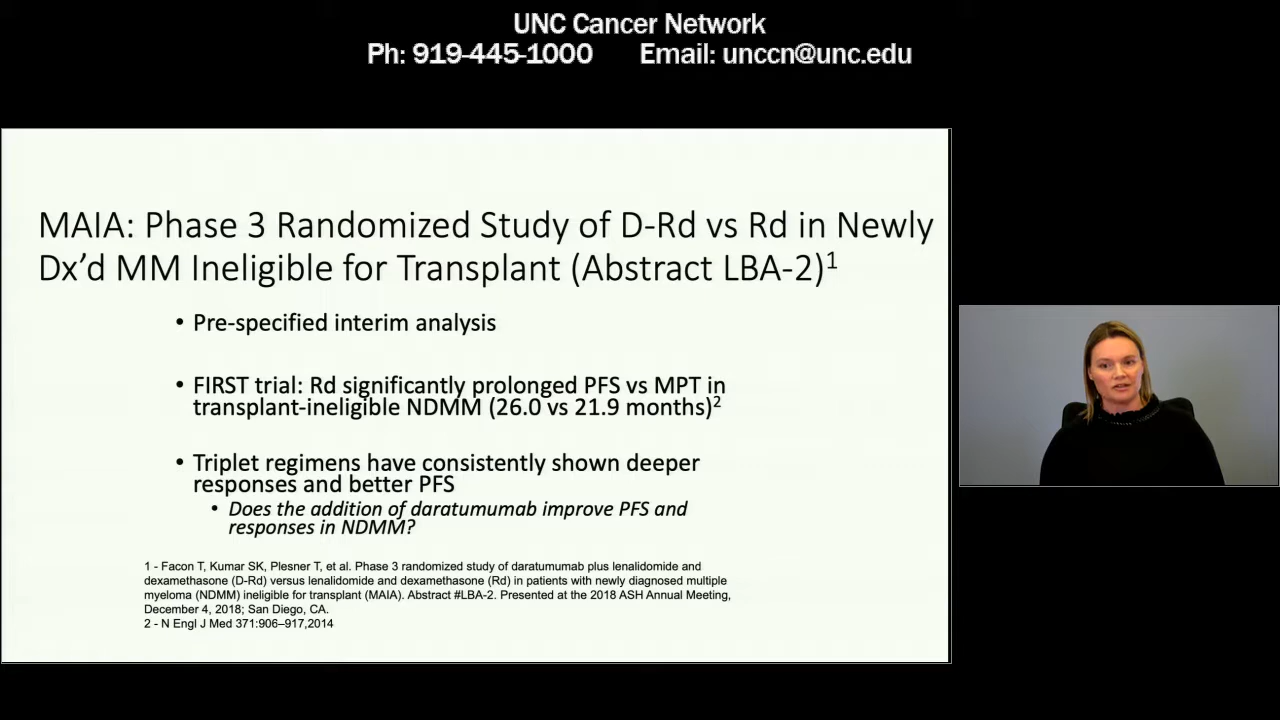 UNC Cancer Network
Ph: 919-445-1000 Email: unccn@unc.edu
MAIA: Phase 3 Randomized Study of D-Rd vs Rd in Newly
Dx’d MM Ineligible for Transplant (Abstract LBA-2)¹
• Pre-specified interim analysis
• FIRST trial: Rd significantly prolonged PFS vs MPT in
transplant-ineligible NDMM (26.0 vs 21.9 months)²
• Triplet regimens have consistently shown deeper
responses and better PFS
• Does the addition of daratumumab improve PFS and
responses in NDMM?
1 - Facon T, Kumar SK, Plesner T, et al. Phase 3 randomized study of daratumumab plus lenalidomide and
dexamethasone (D-Rd) versus lenalidomide and dexamethasone (Rd) in patients with newly diagnosed multiple
myeloma (NDMM) ineligible for transplant (MAIA). Abstract #LBA-2. Presented at the 2018 ASH Annual Meeting,
December 4, 2018; San Diego, CA.
2 - N Engl J Med 371:906–917,2014